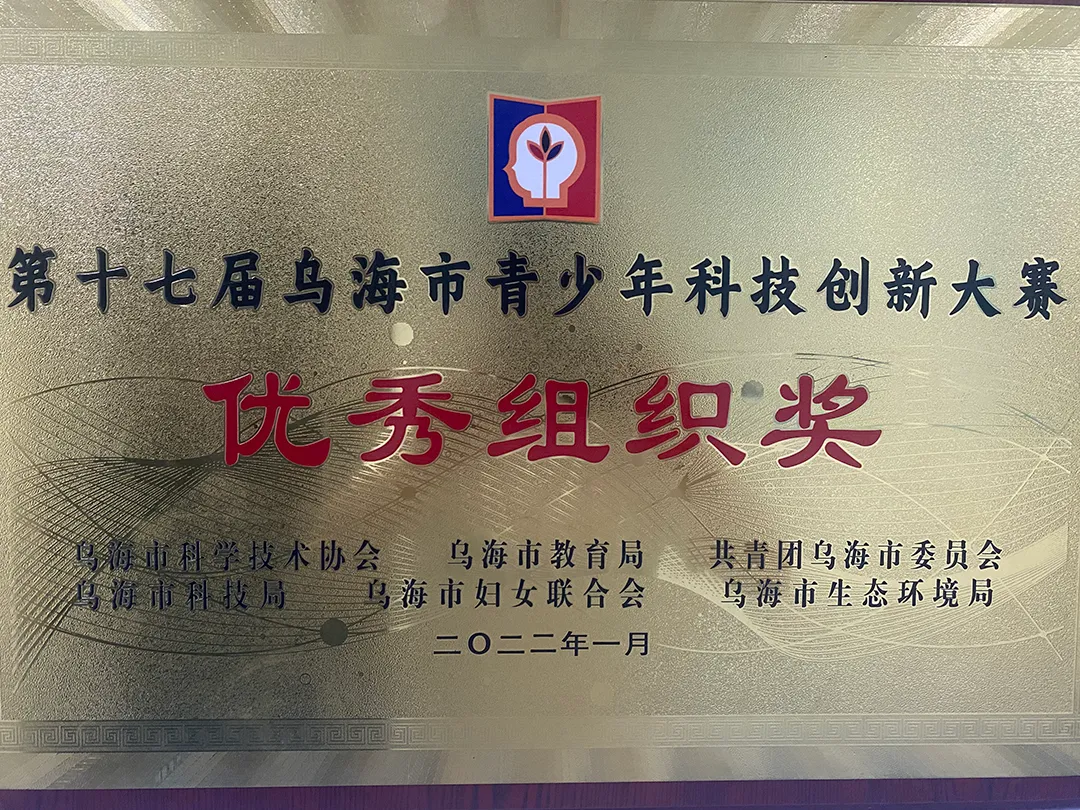 第十七届乌海市青少年科技创新大赛
优秀组织奖
乌海市科学技术协会 乌海市教育局 共青团乌海市委员会
乌海市科技局 乌海市妇女联合会 乌海市生态环境局
二〇二二年一月